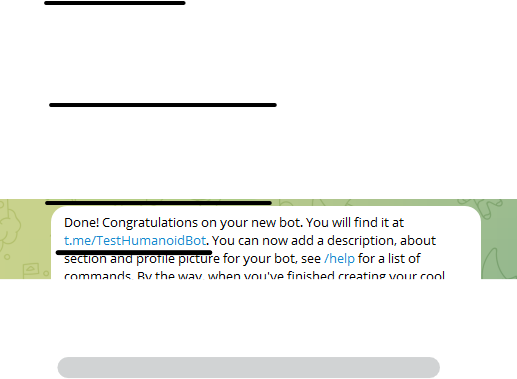 Done! Congratulations on your new bot. You will find it at
t.me/TestHumanoidBot. You can now add a description, about
section and profile picture for your bot, see /help for a list of
commands. By the way, when you've finished creating your cool